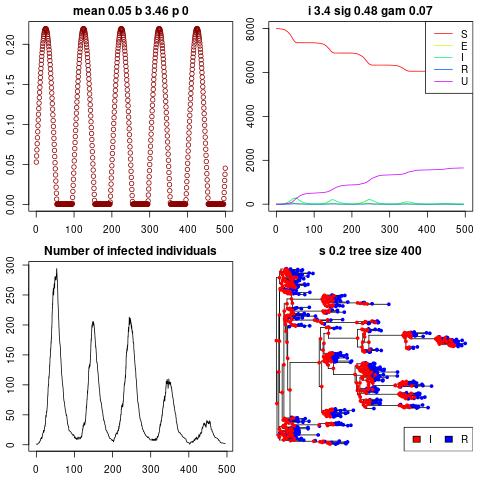 mean 0.05 b 3.46 p 0
0.00 0.05 0.10 0.15 0.20
0 100 200 300 400 500
i 3.4 sig 0.48 gam 0.07
0 2000 4000 6000 8000
0 100 200 300 400 500
S
E
I
R
U
Number of infected individuals
0 50 100 150 200 250 300
0 100 200 300 400 500
s 0.2 tree size 400
I R